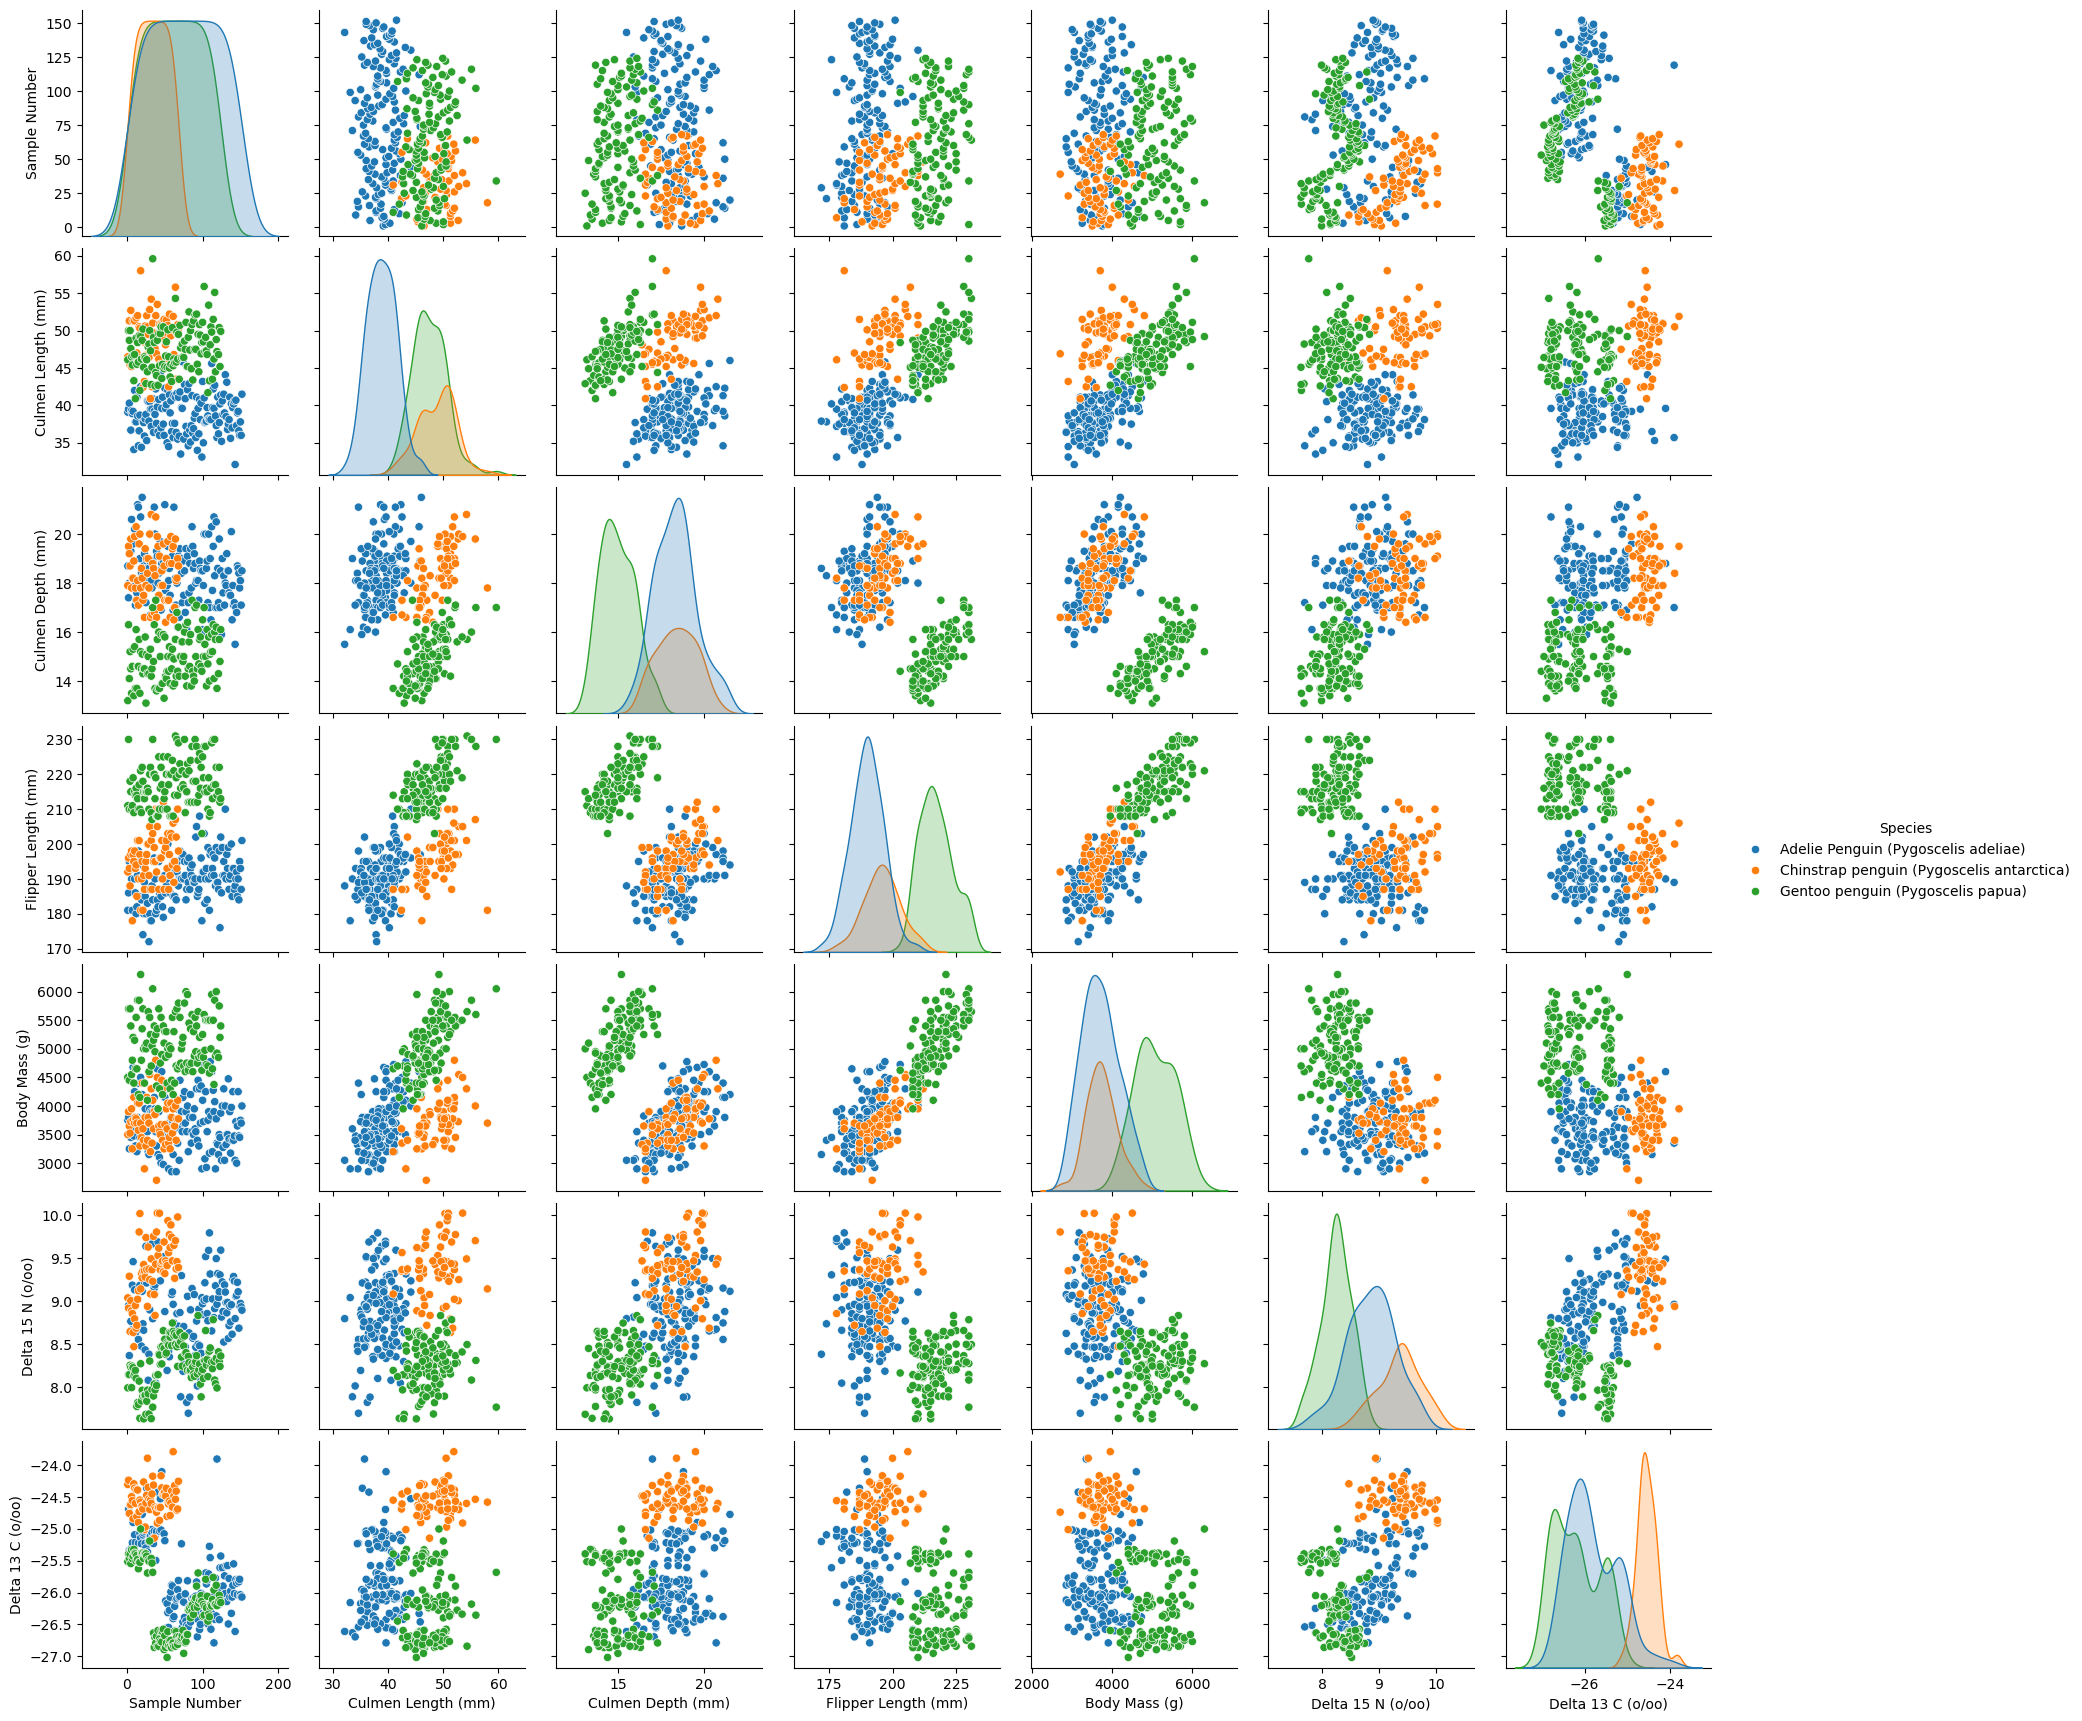 150
125
100
75
50
25
0
Sample Number
60
55
50
45
40
35
Culmen Length (mm)
20
18
16
14
Culmen Depth (mm)
230
220
210
200
190
180
170
Flipper Length (mm)
Species
Adelie Penguin (Pygoscelis adeliae)
Chinstrap penguin (Pygoscelis antarctica)
Gentoo penguin (Pygoscelis papua)
6000
5500
5000
4500
4000
3500
3000
Body Mass (g)
10.0
9.5
9.0
8.5
8.0
Delta 15 N (o/oo)
−24.0
−24.5
−25.0
−25.5
−26.0
−26.5
−27.0
Delta 13 C (o/oo)
0 100 200
Sample Number
30 40 50 60
Culmen Length (mm)
15 20
Culmen Depth (mm)
175 200 225
Flipper Length (mm)
2000 4000 6000
Body Mass (g)
8 9 10
Delta 15 N (o/oo)
−26 −24
Delta 13 C (o/oo)